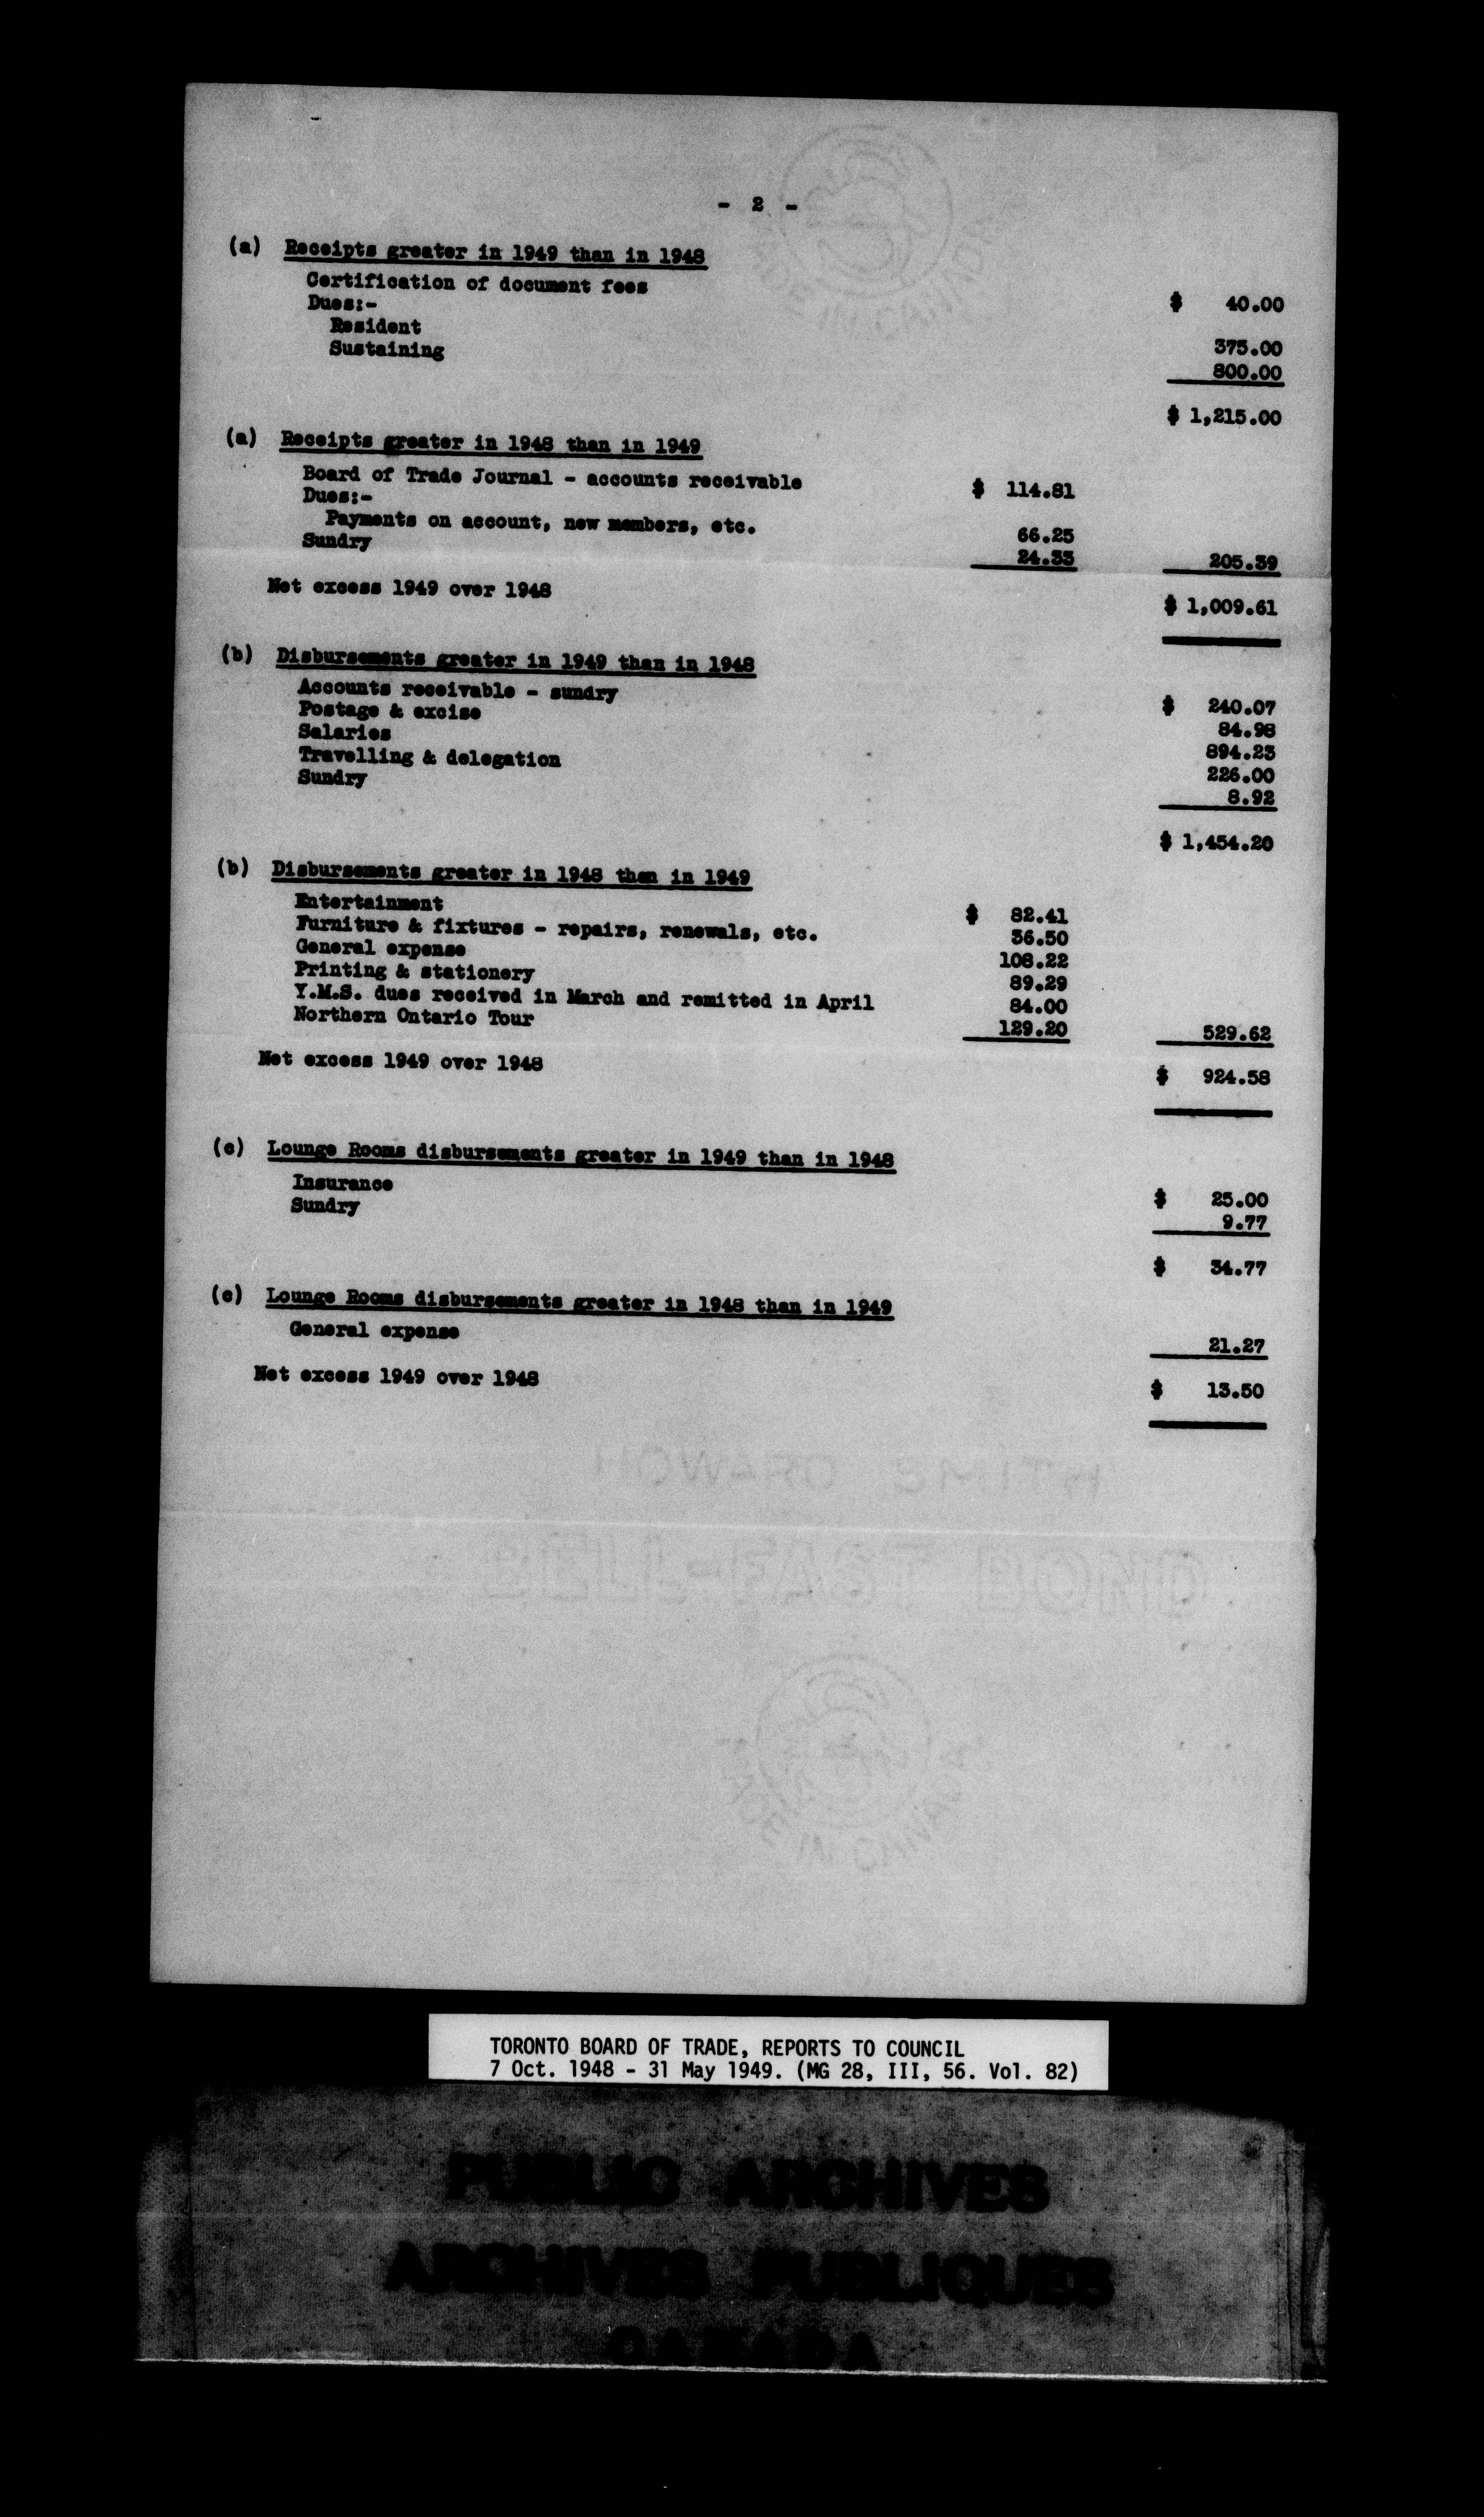 - 2 -
(a) Receipts greater in 1949 than in 1948
Certification of document fees $ 40.00
Dues:-
Resident 375.00
Sustaining 800.00
$ 1,215.00
(a) Receipts greater in 1948 than in 1949
Board of Trade Journal - accounts receivable $ 114.81
Dues:-
Payments on account, new members, etc. 66.25
Sundry 24.33 205.39
Net excess 1949 over 1948 $ 1,009.61
(b) Disbursements greater in 1949 than in 1948
Accounts receivable - sundry $ 240.07
Postage & excise 84.98
Salaries 894.23
Travelling & delegation 226.00
Sundry 8.92
$ 1,454.20
(b) Disbursements greater in 1948 than in 1949
Entertainment $ 82.41
Furniture & fixtures - repairs, renewals, etc. 36.50
General expense 108.22
Printing & stationery 89.29
Y.M.S. dues received in March and remitted in April 84.00
Northern Ontario Tour 129.20 529.62
Net excess 1949 over 1948 $ 924.58
(c) Lounge Rooms disbursements greater in 1949 than in 1948
Insurance $ 25.00
Sundry 9.77
$ 34.77
(c) Lounge Rooms disbursements greater in 1948 than in 1949
General expense 21.27
Net excess 1949 over 1948 $ 13.50
TORONTO BOARD OF TRADE, REPORTS TO COUNCIL
7 Oct. 1948 - 31 May 1949. (MG 28, III, 56. Vol. 82)
PUBLIC ARCHIVES
ARCHIVES PUBLIQUES
CANADA